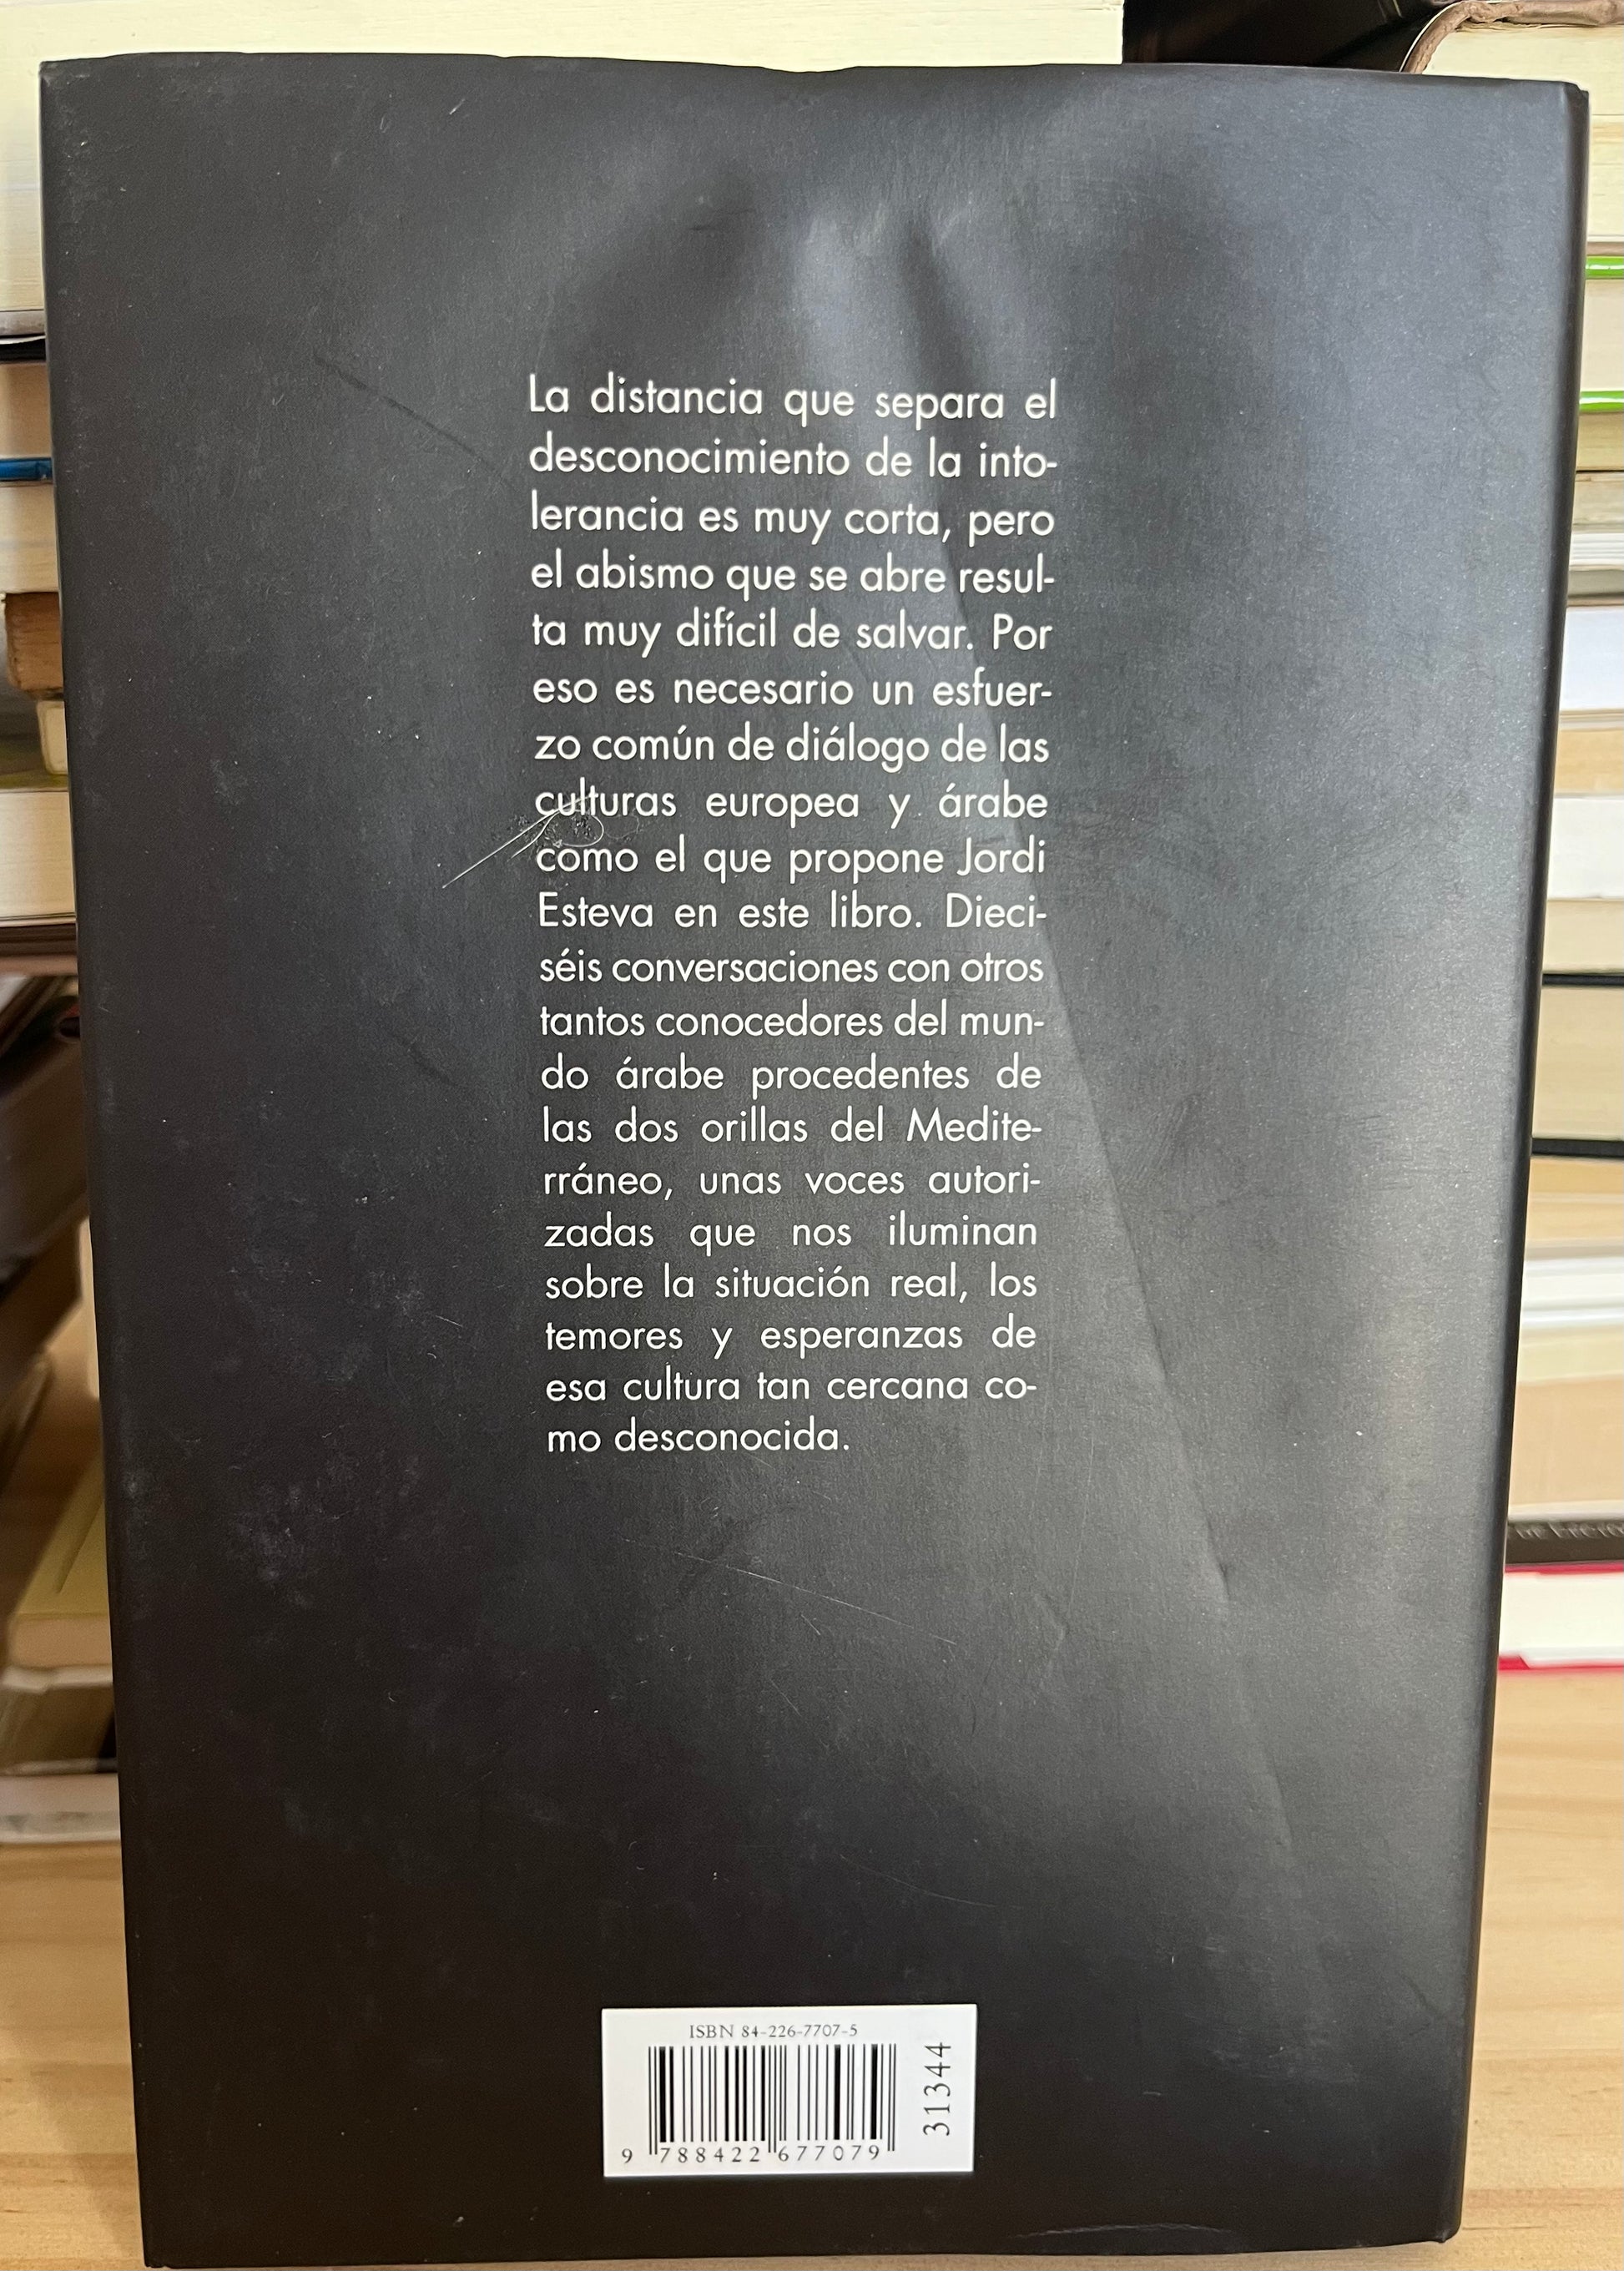 La distancia que separa el
desconocimiento de la into-
lerancia es muy corta, pero
el abismo que se abre resul-
ta muy difícil de salvar. Por
eso es necesario un esfuer-
zo común de diálogo de las
culturas europea y árabe
como el que propone Jordi
Esteva en este libro. Dieci-
séis conversaciones con otros
tantos conocedores del mun-
do árabe procedentes de
las dos orillas del Medite-
rráneo, unas voces autori-
zadas que nos iluminan
sobre la situación real, los
temores y esperanzas de
esa cultura tan cercana co-
mo desconocida.
ISBN 84-226-7707-5
9 788422 677079
31344